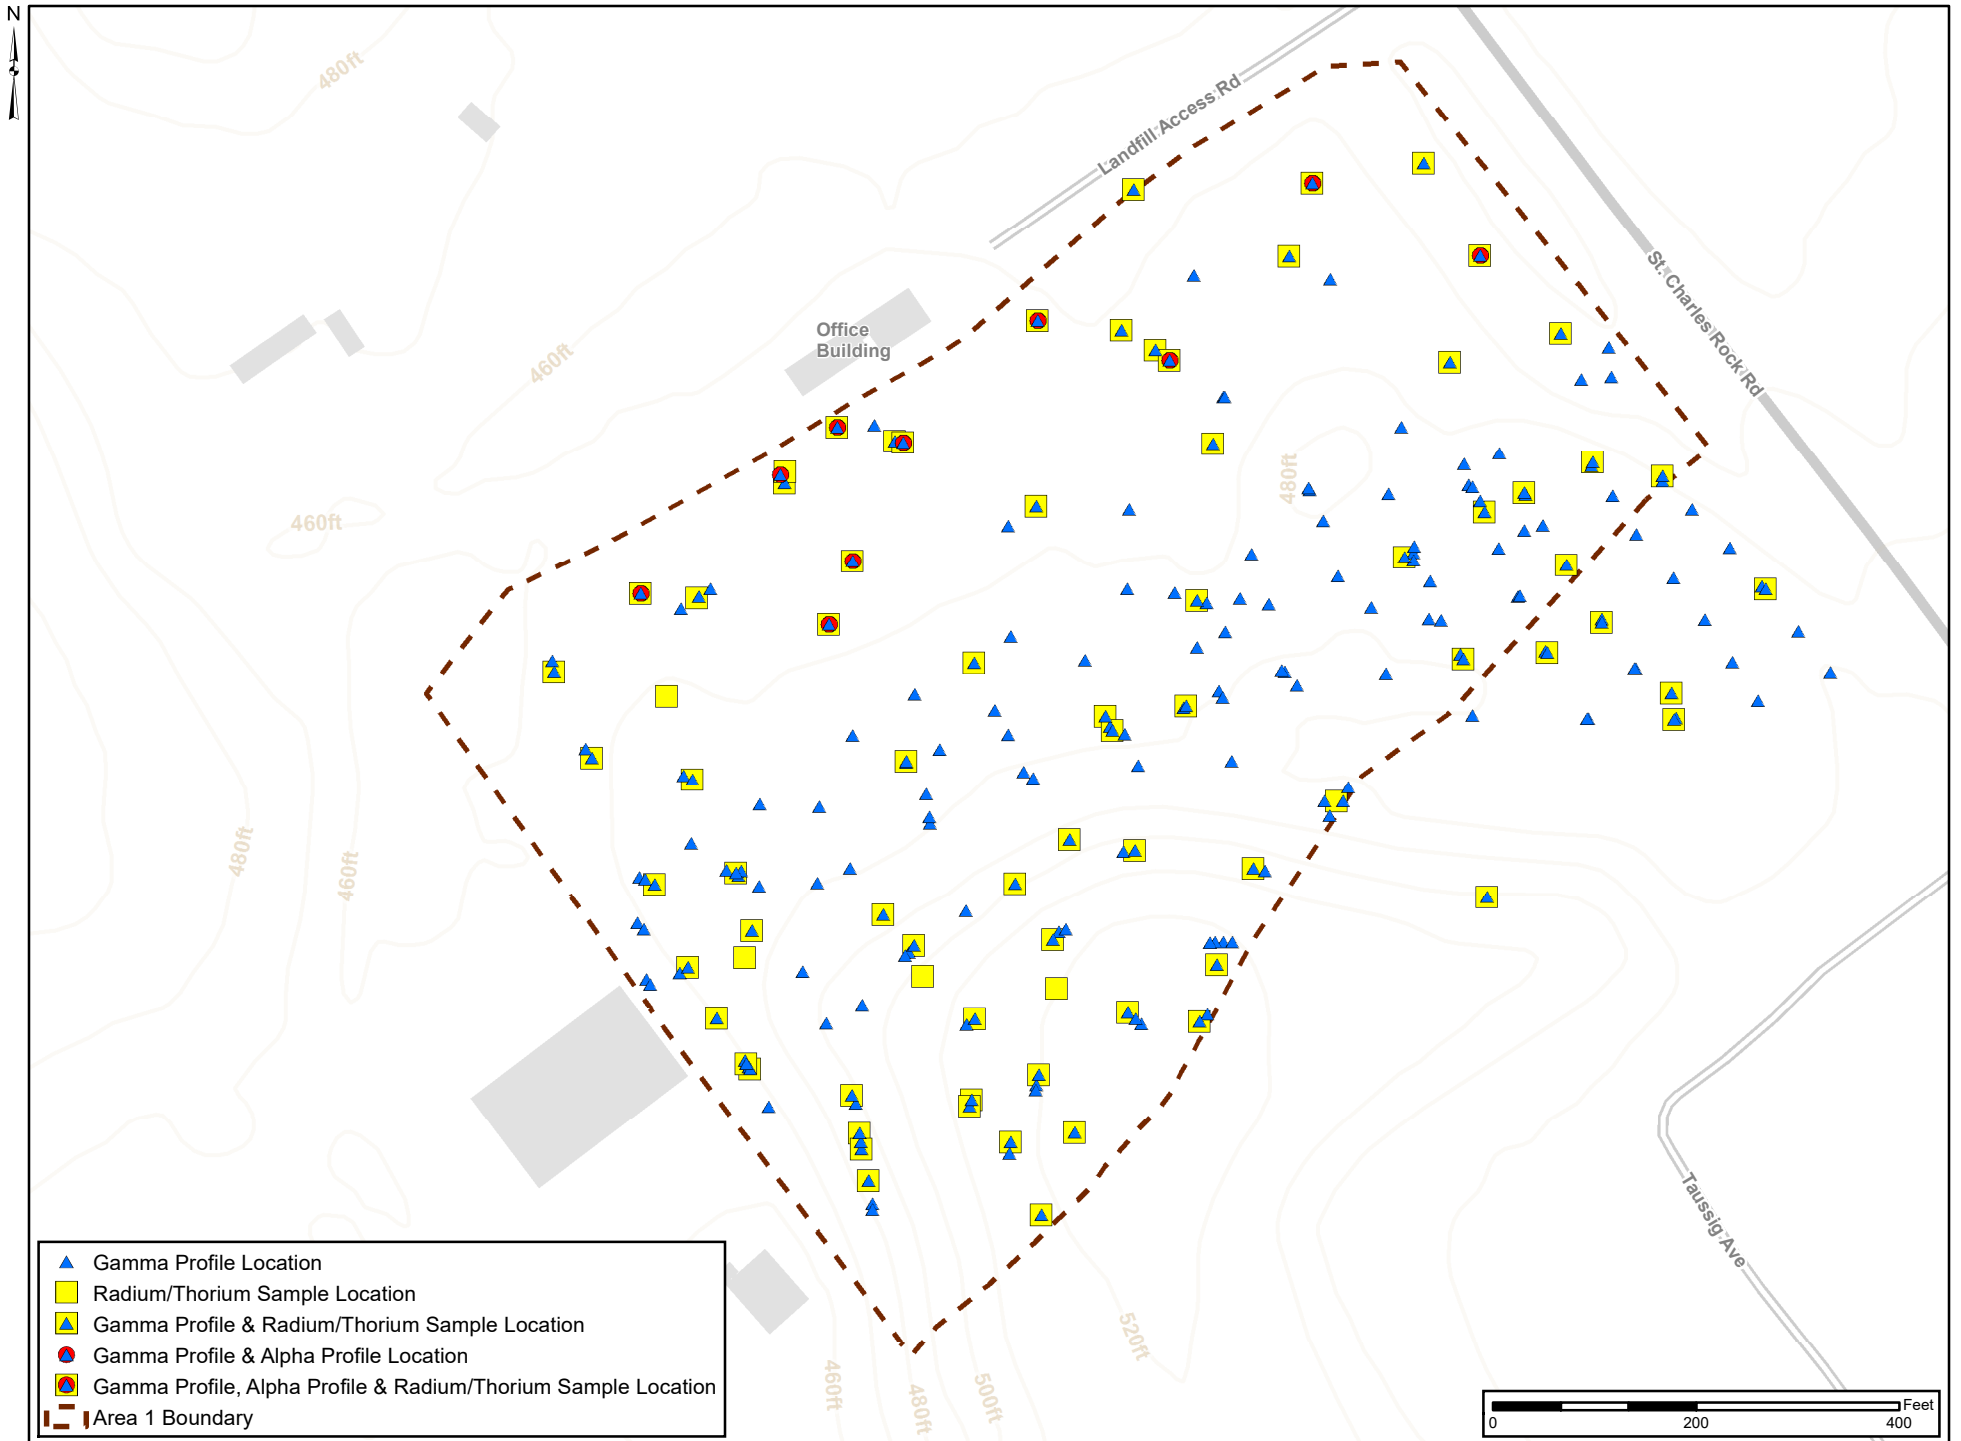 N
480ft
Landfill Access Rd
St. Charles Rock Rd
Office
Building
460ft
480ft
460ft
480ft
460ft
Taussig Ave
520ft
460ft
480ft
500ft
Gamma Profile Location
Radium/Thorium Sample Location
Gamma Profile & Radium/Thorium Sample Location
Gamma Profile & Alpha Profile Location
Gamma Profile, Alpha Profile & Radium/Thorium Sample Location
Area 1 Boundary
Feet
0 200 400